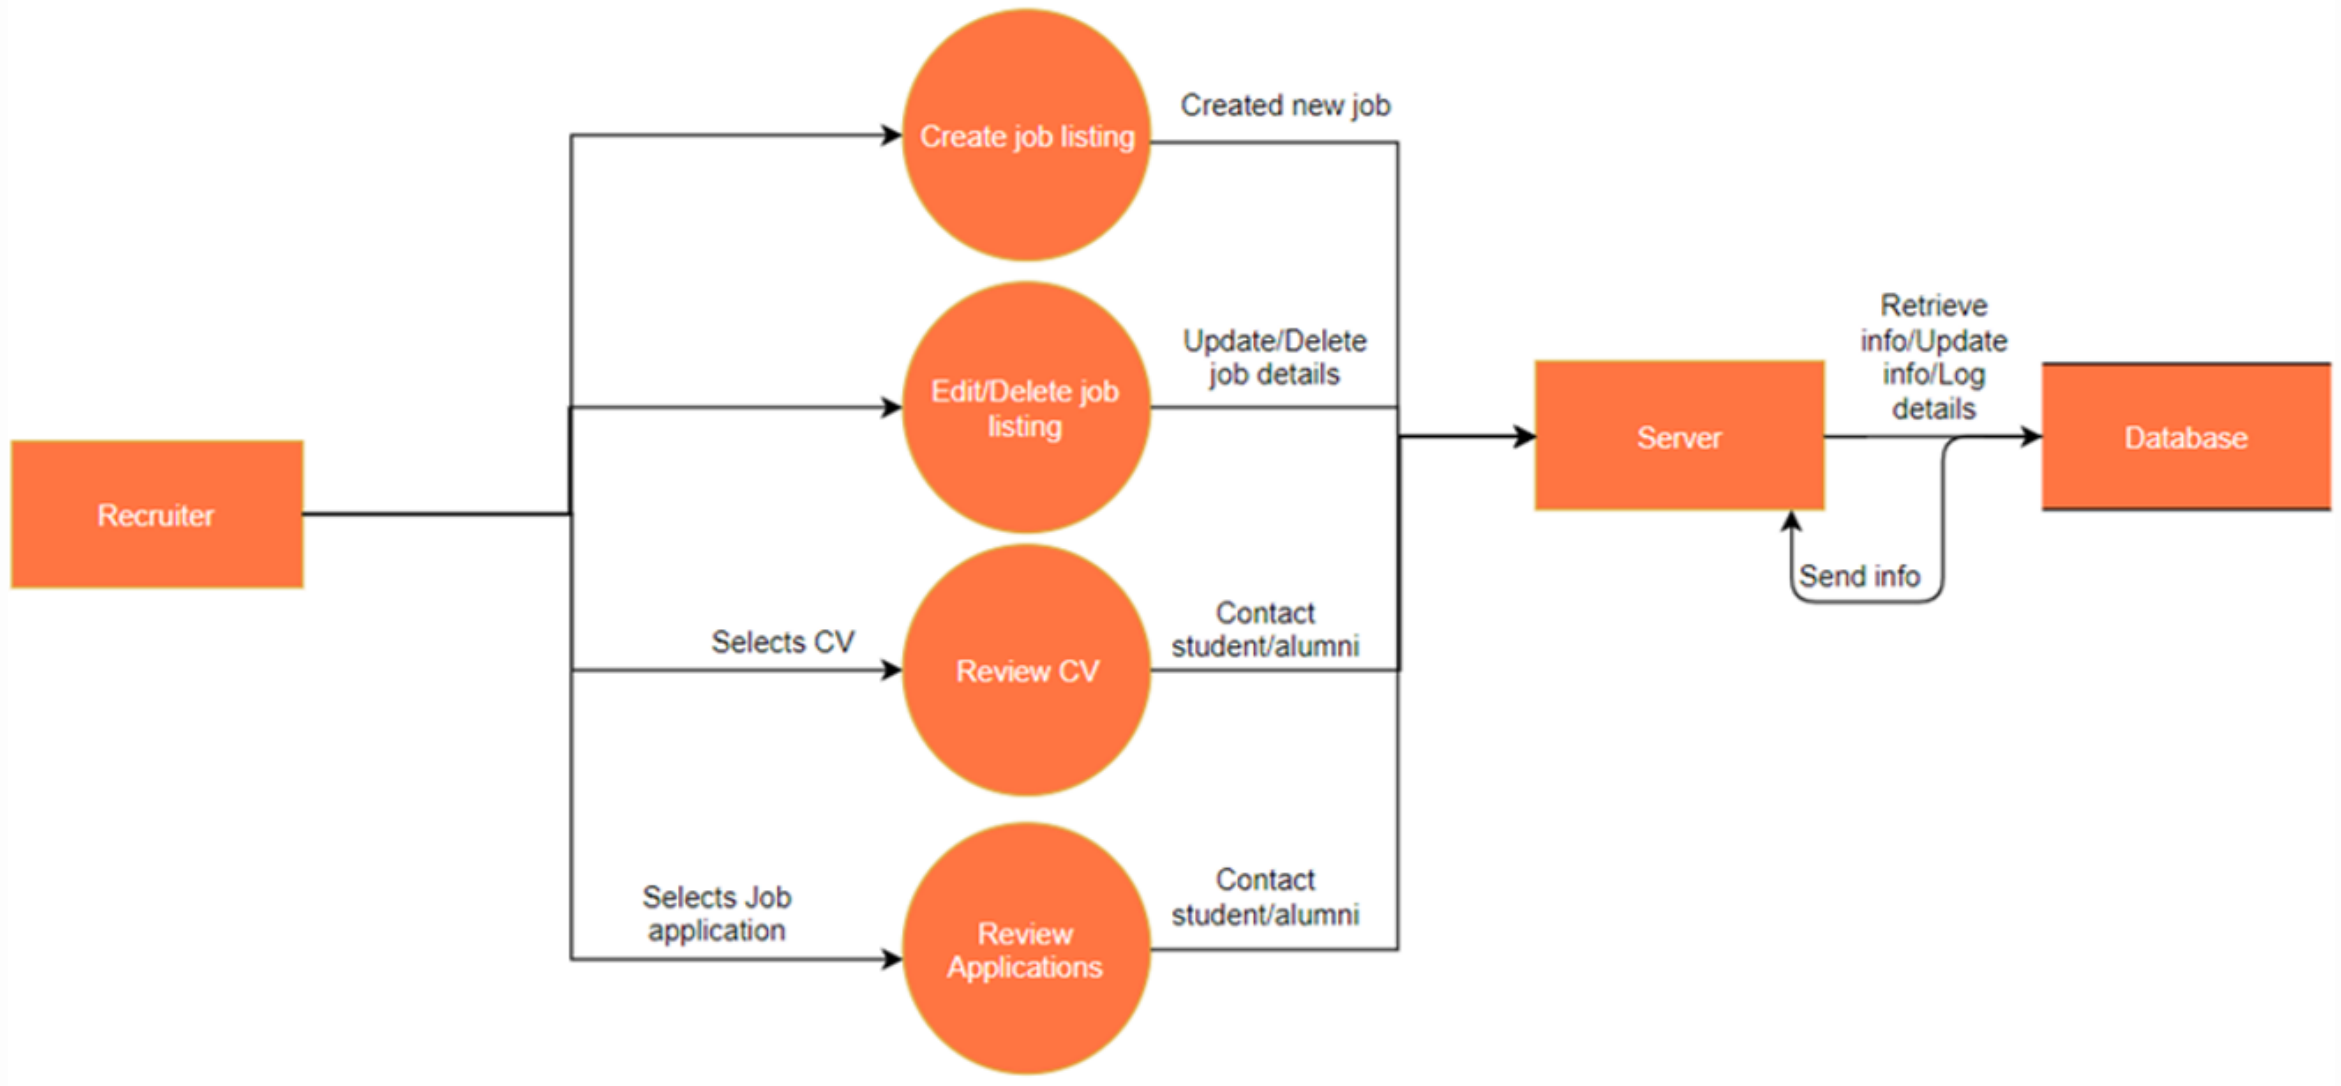 Recruiter
Create job listing
Created new job
Edit/Delete job
listing
Update/Delete
job details
Selects CV
Review CV
Contact
student/alumni
Selects Job
application
Review
Applications
Contact
student/alumni
Server
Retrieve
info/Update
info/Log
details
Send info
Database